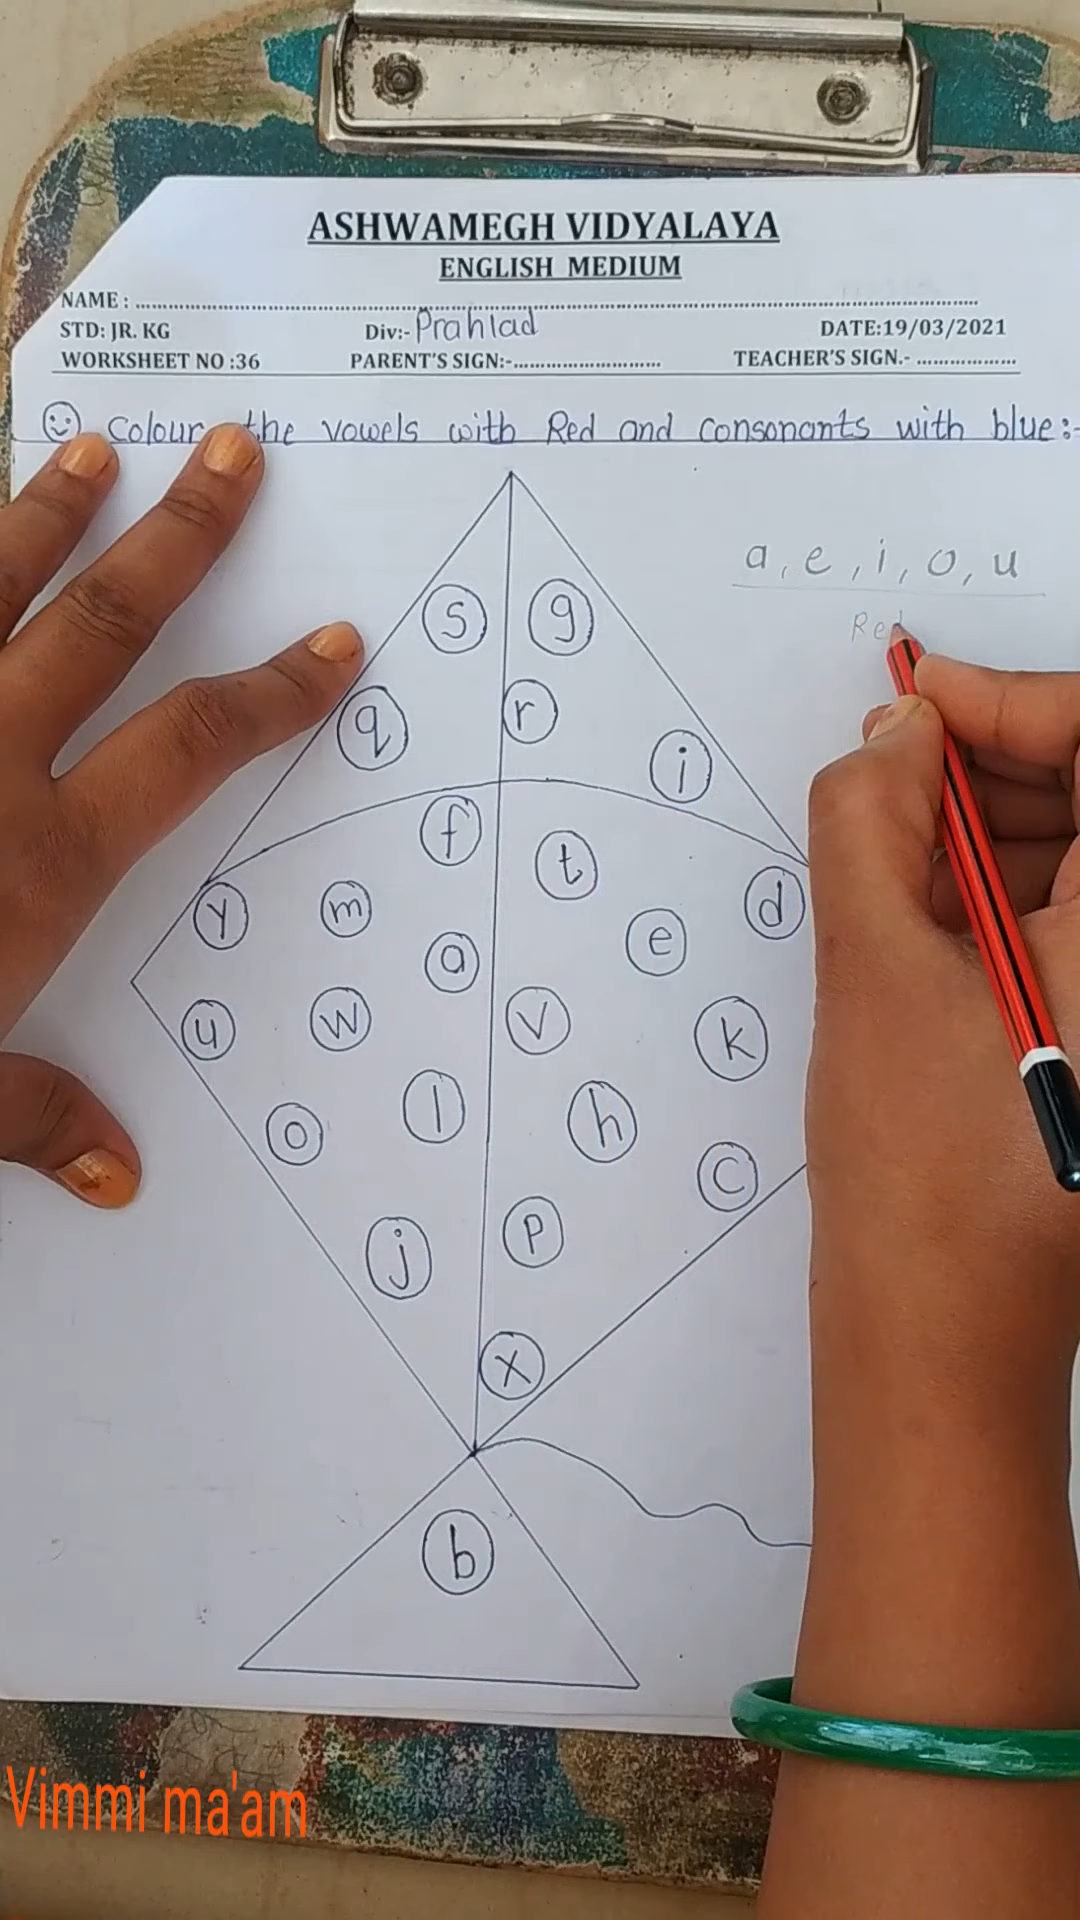 ASHWAMEGH VIDYALAYA
ENGLISH MEDIUM
NAME : ..........................................................................................
STD: JR. KG Div:- Prahlad DATE:19/03/2021
WORKSHEET NO :36 PARENT'S SIGN:-........................... TEACHER'S SIGN.- ..................
Colour the vowels with Red and consonants with blue:-
a, e, i, o, u
Red
s g
q r i
f t
y m a e d
u w v k
o l h c
j p
x
b
Vimmi ma'am